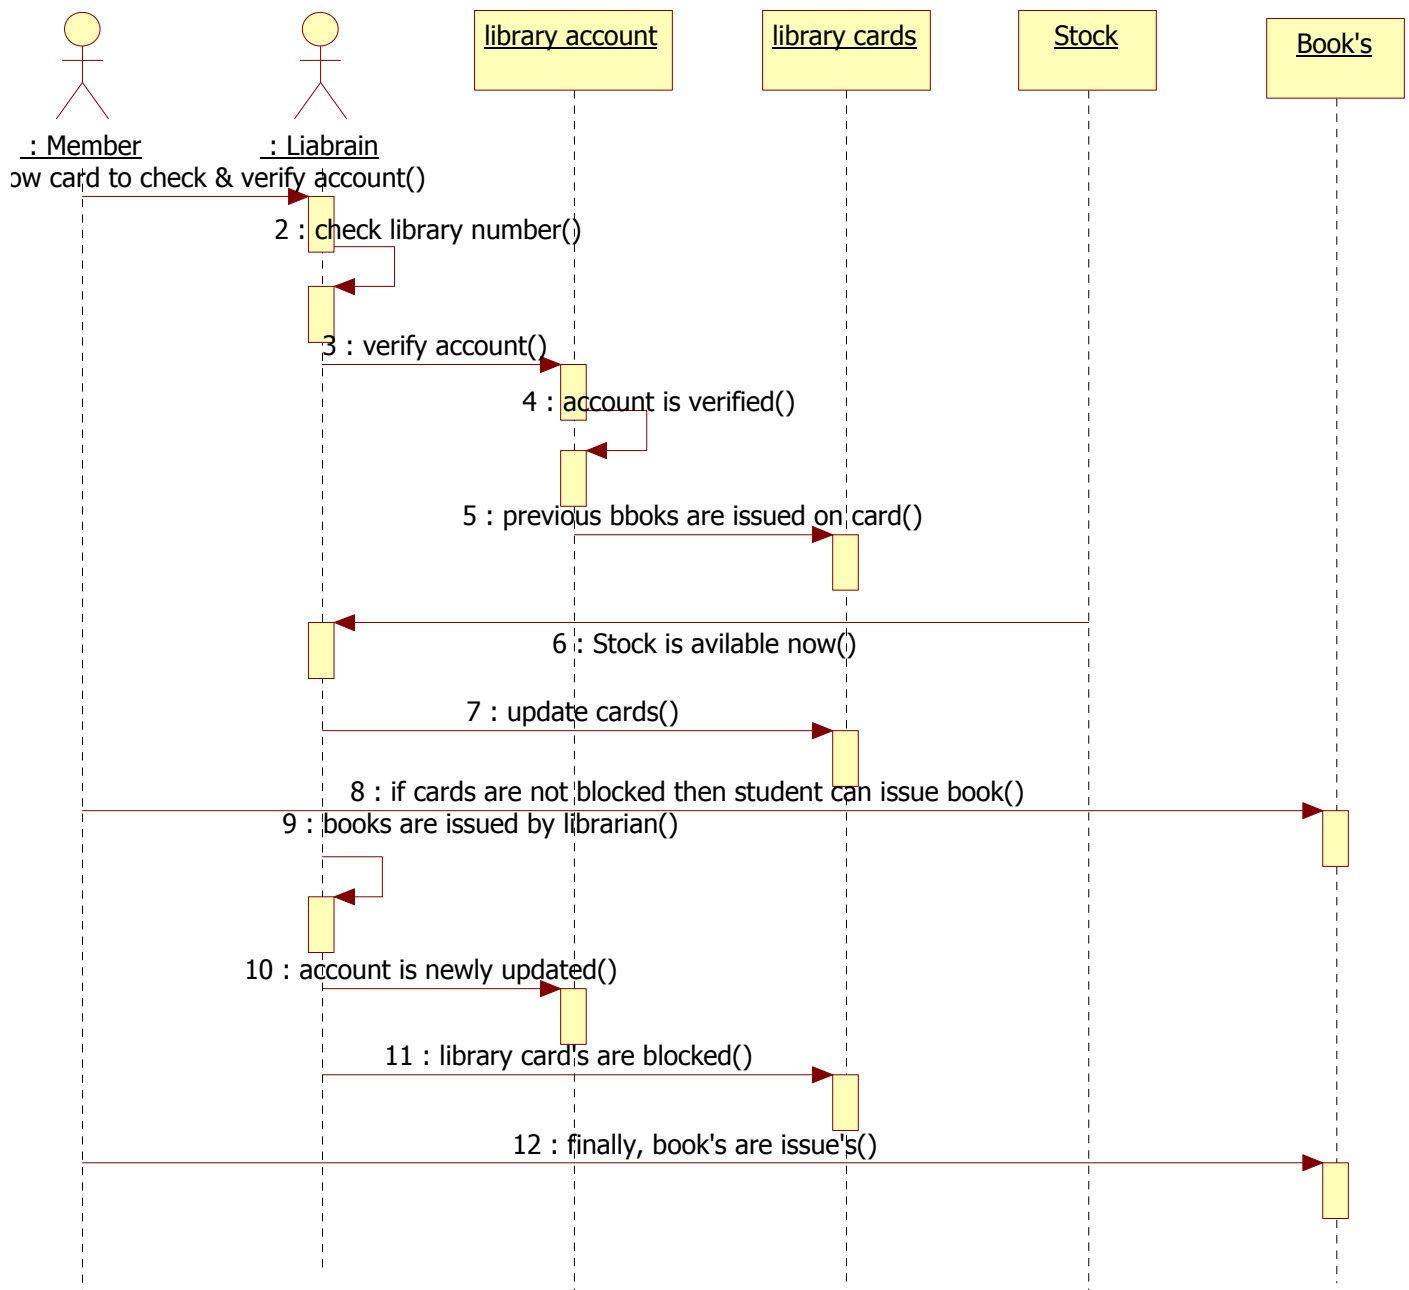 library account
library cards
Stock
Book's
: Member
: Liabrain
card to check & verify account()
2 : check library number()
3 : verify account()
4 : account is verified()
5 : previous bboks are issued on card()
6 : Stock is avilable now()
7 : update cards()
8 : if cards are not blocked then student can issue book()
9 : books are issued by librarian()
10 : account is newly updated()
11 : library card's are blocked()
12 : finally, book's are issue's()